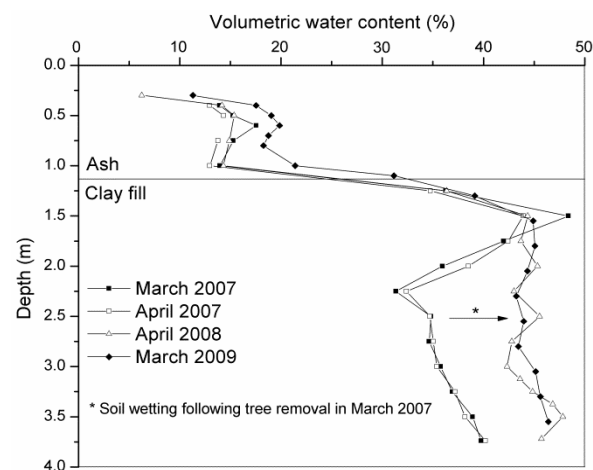 Volumetric water content (%)
0 10 20 30 40 50
0.0
0.5
1.0
1.5
2.0
2.5
3.0
3.5
4.0
Depth (m)
Ash
Clay fill
March 2007
April 2007
April 2008
March 2009
*
* Soil wetting following tree removal in March 2007